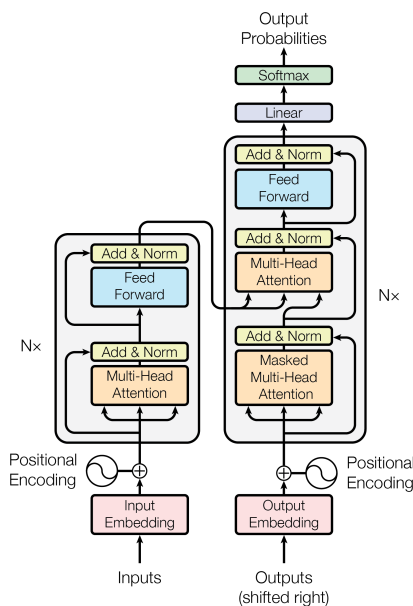 Output
Probabilities
Softmax
Linear
Add & Norm
Feed
Forward
Add & Norm
Multi-Head
Attention
Add & Norm
Masked
Multi-Head
Attention
Nx
Add & Norm
Feed
Forward
Add & Norm
Multi-Head
Attention
Nx
Positional
Encoding
Positional
Encoding
Input
Embedding
Output
Embedding
Inputs
Outputs
(shifted right)